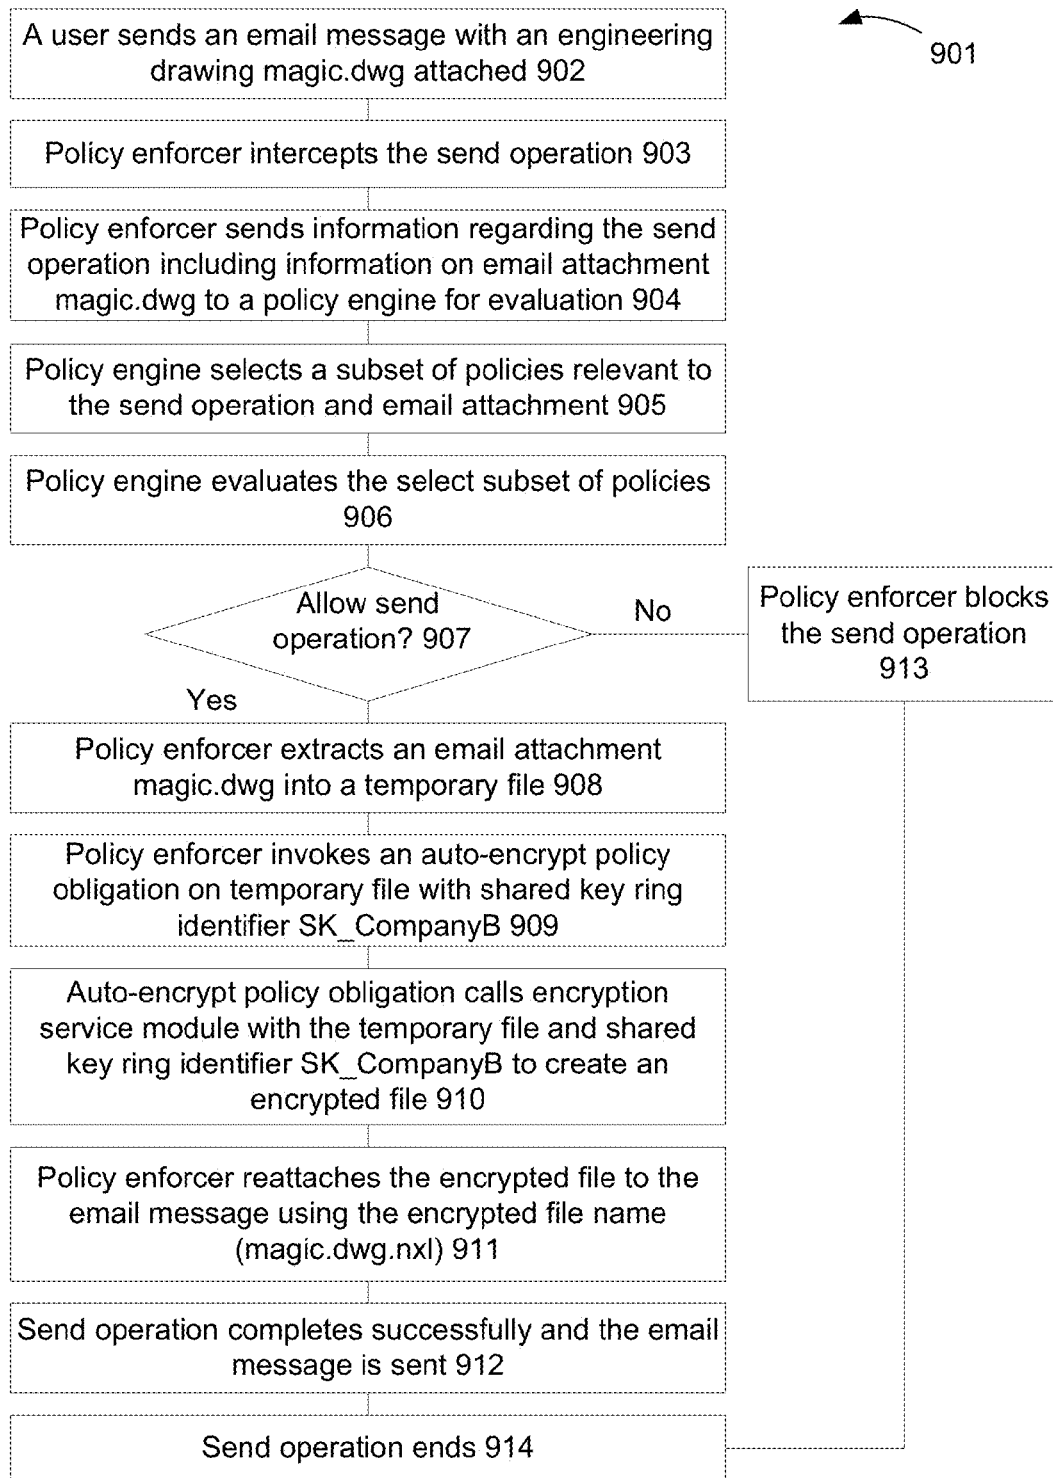 A user sends an email message with an engineering
drawing magic.dwg attached 902
901
Policy enforcer intercepts the send operation 903
Policy enforcer sends information regarding the send
operation including information on email attachment
magic.dwg to a policy engine for evaluation 904
Policy engine selects a subset of policies relevant to
the send operation and email attachment 905
Policy engine evaluates the select subset of policies
906
Allow send
operation? 907
No
Policy enforcer blocks
the send operation
913
Yes
Policy enforcer extracts an email attachment
magic.dwg into a temporary file 908
Policy enforcer invokes an auto-encrypt policy
obligation on temporary file with shared key ring
identifier SK_CompanyB 909
Auto-encrypt policy obligation calls encryption
service module with the temporary file and shared
key ring identifier SK_CompanyB to create an
encrypted file 910
Policy enforcer reattaches the encrypted file to the
email message using the encrypted file name
(magic.dwg.nxl) 911
Send operation completes successfully and the email
message is sent 912
Send operation ends 914